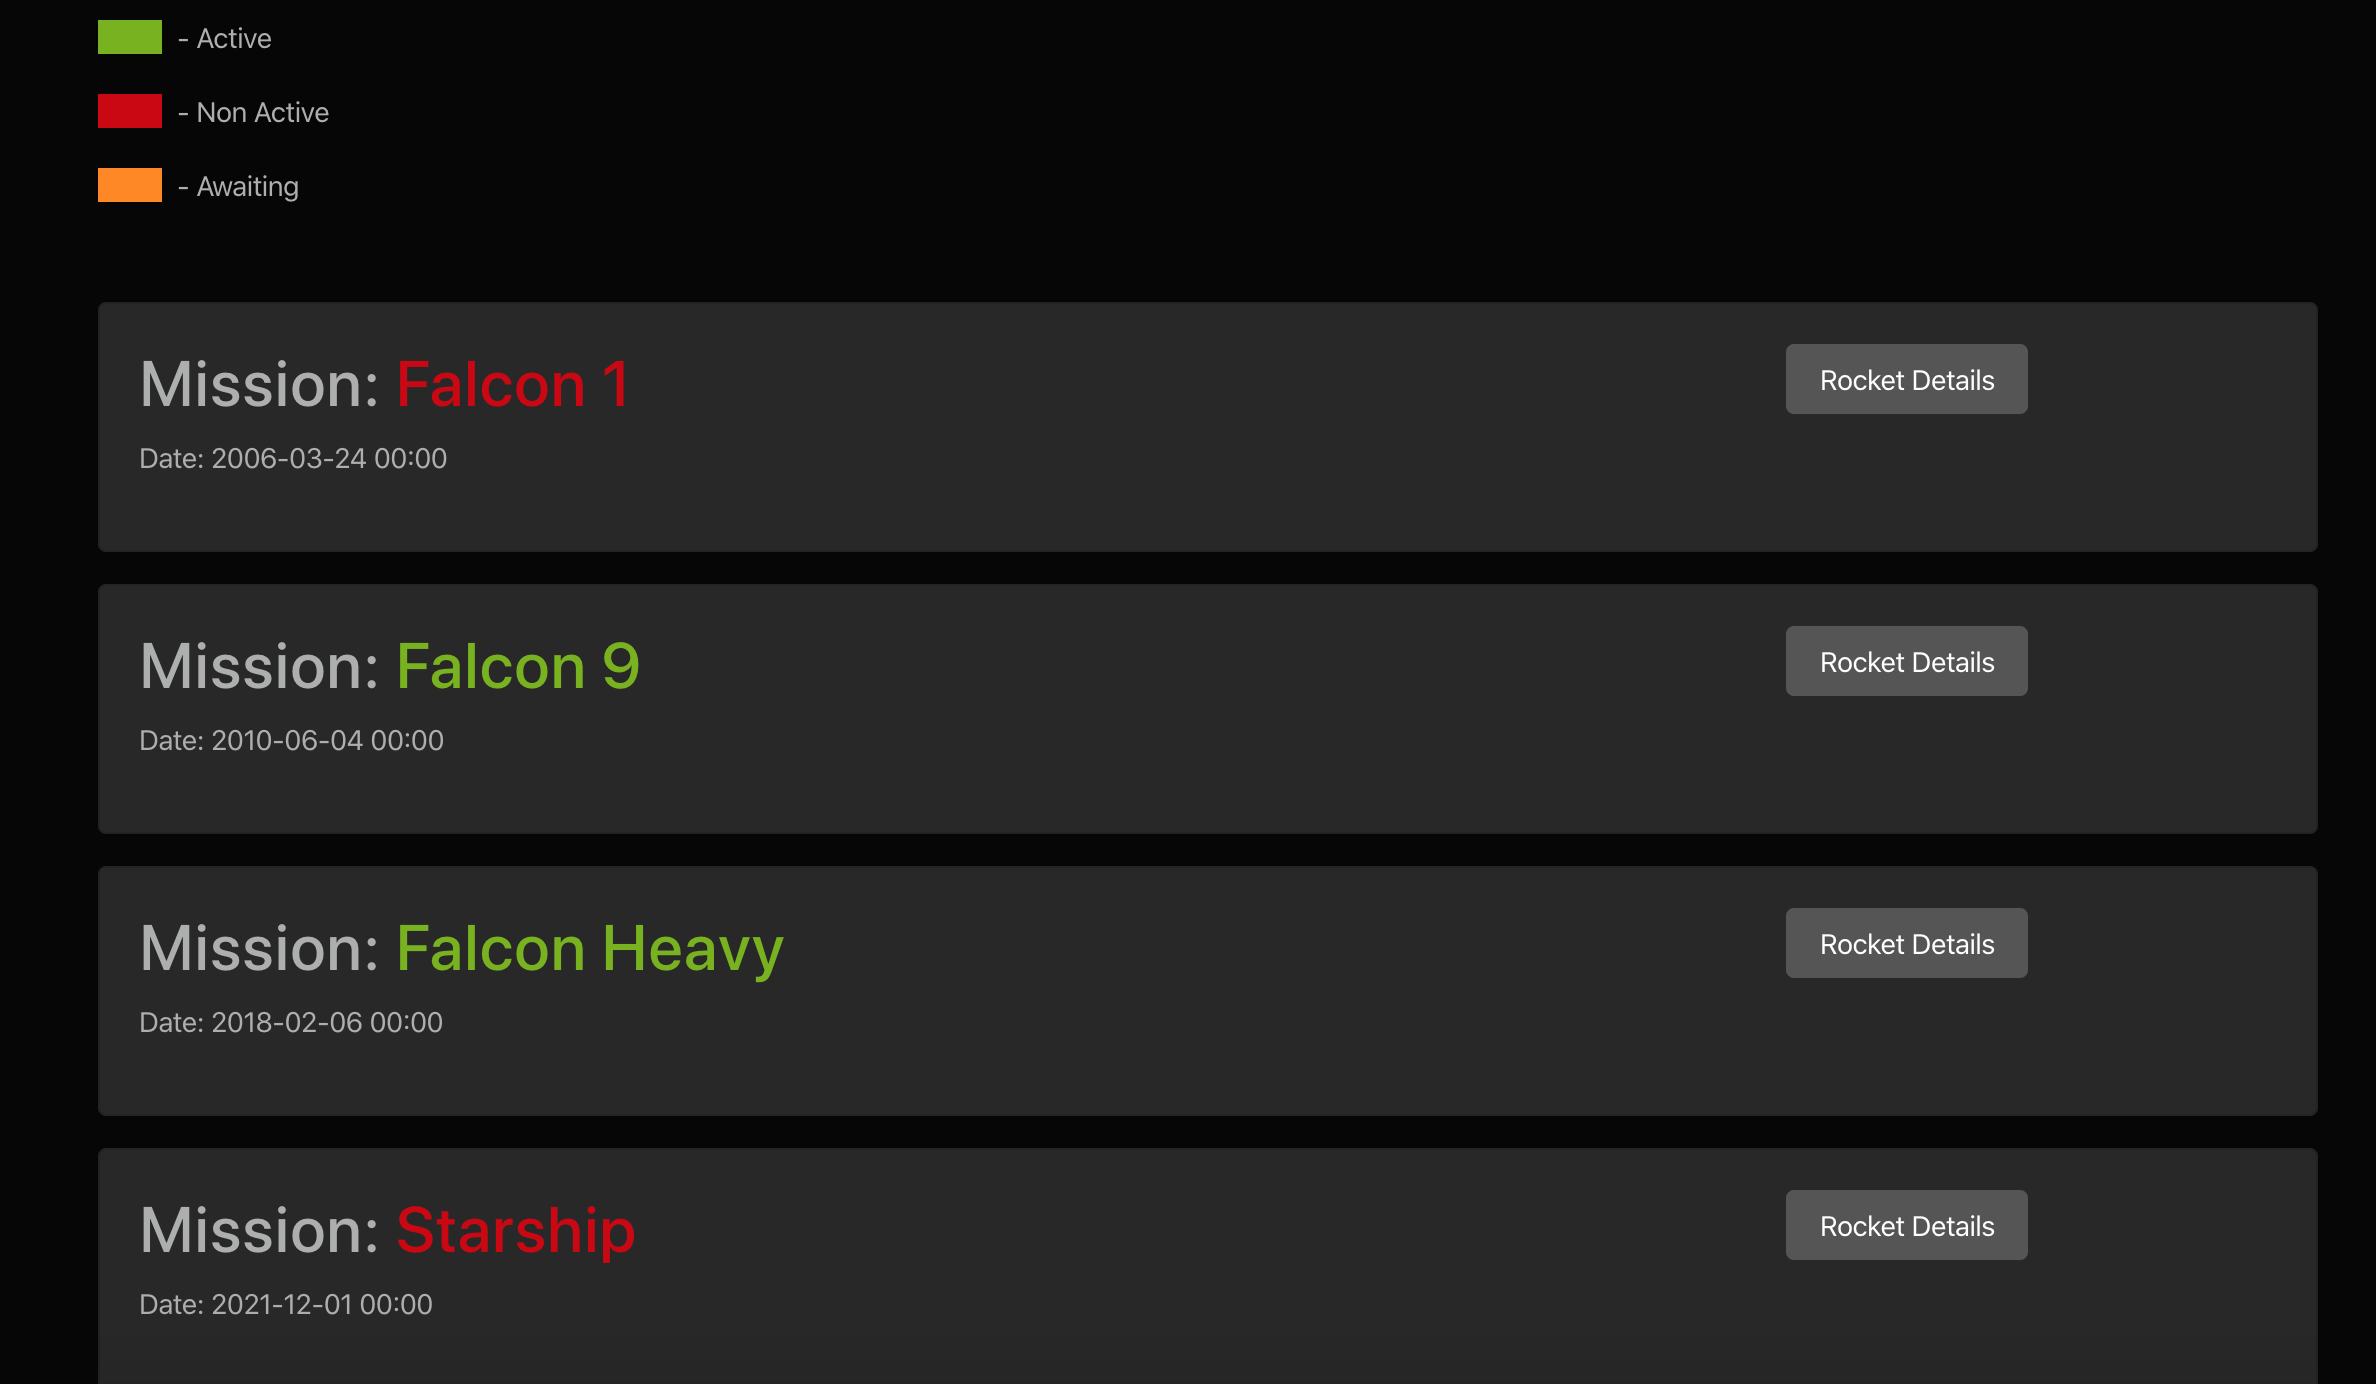 - Active
- Non Active
- Awaiting
Mission: Falcon 1
Rocket Details
Date: 2006-03-24 00:00
Mission: Falcon 9
Rocket Details
Date: 2010-06-04 00:00
Mission: Falcon Heavy
Rocket Details
Date: 2018-02-06 00:00
Mission: Starship
Rocket Details
Date: 2021-12-01 00:00